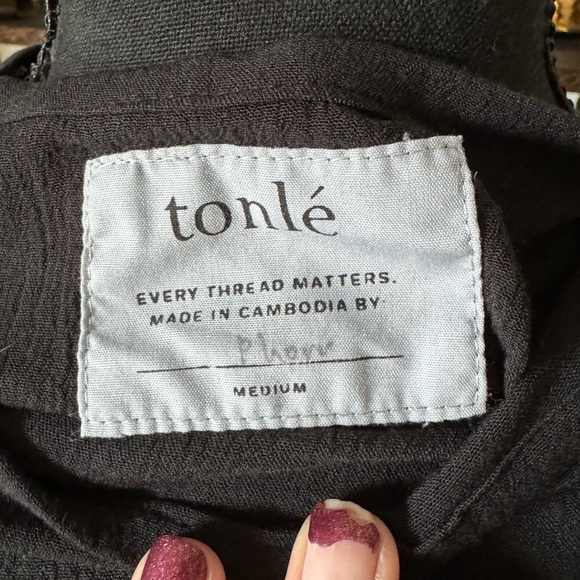 tonlé
EVERY THREAD MATTERS.
MADE IN CAMBODIA BY:
MEDIUM